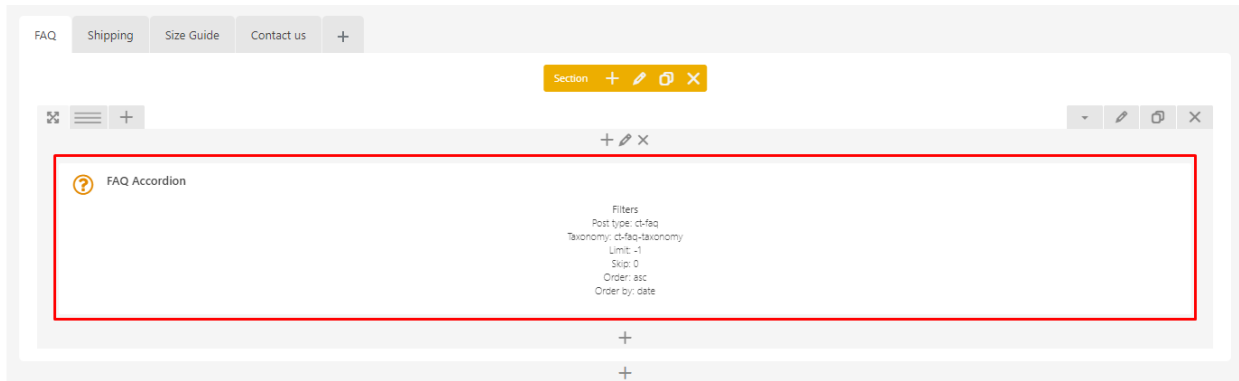 FAQ Shipping Size Guide Contact us
Section
FAQ Accordion
Filters
Post type: ct-faq
Taxonomy: ct-faq-taxonomy
Limit: -1
Skip: 0
Order: asc
Order by: date